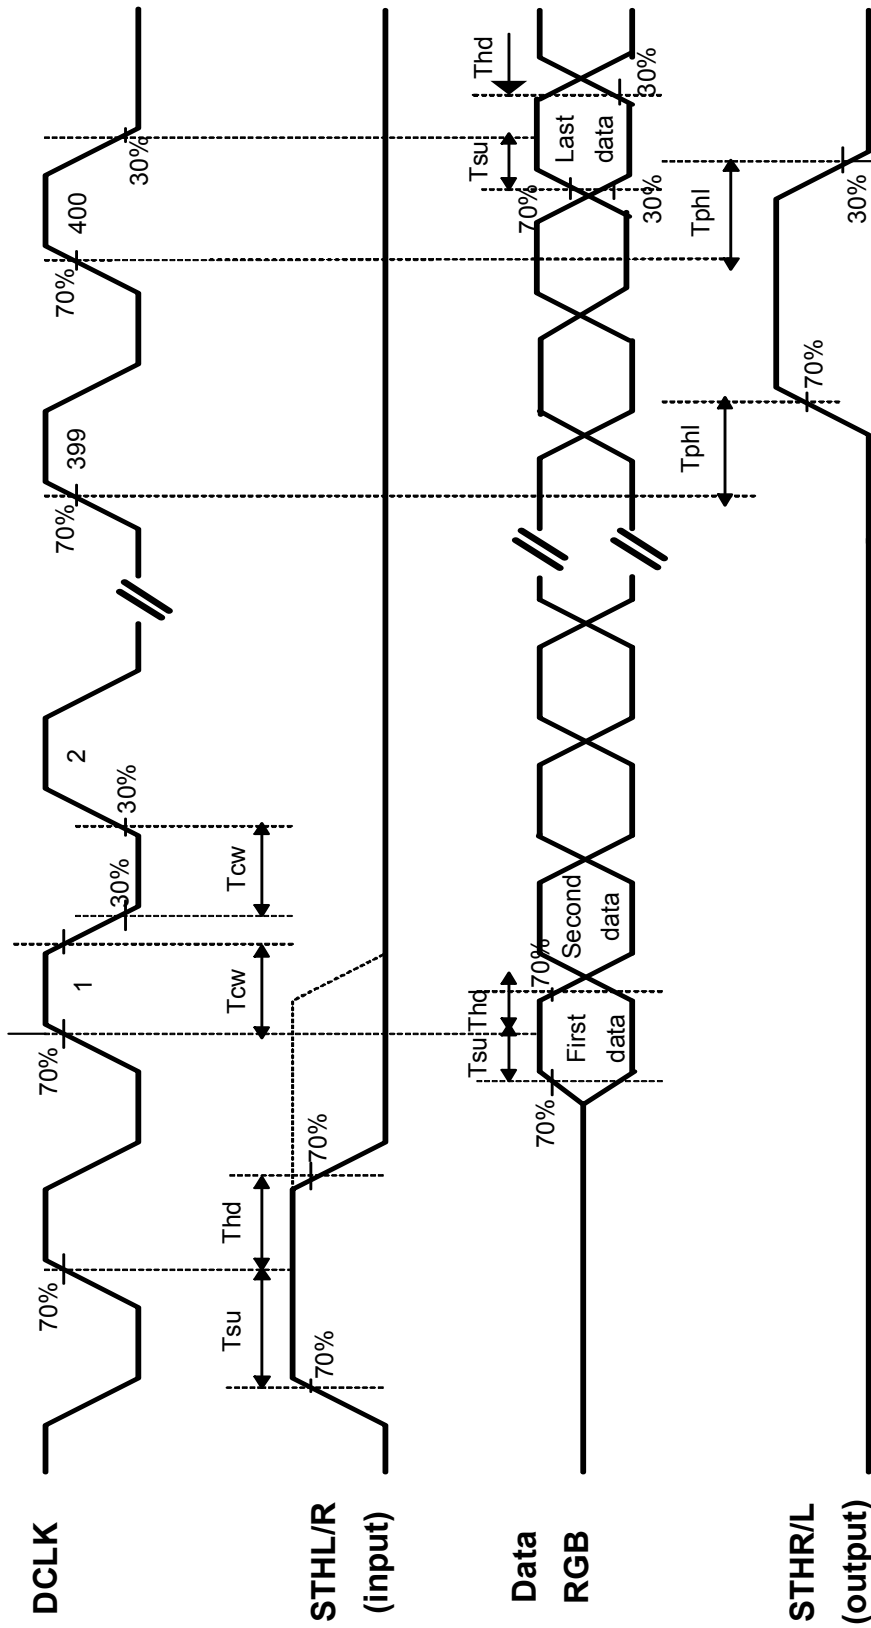 DCLK
70%
70%
1
30%
30%
2
70%
399
70%
400
30%
Tcw
Tcw
STHL/R
(input)
Tsu
Thd
70%
70%
Data
RGB
70%
Tsu
Thd
70%
First
data
Second
data
Tsu
Thd
70%
30%
Last
data
30%
STHR/L
(output)
Tphl
70%
Tphl
30%